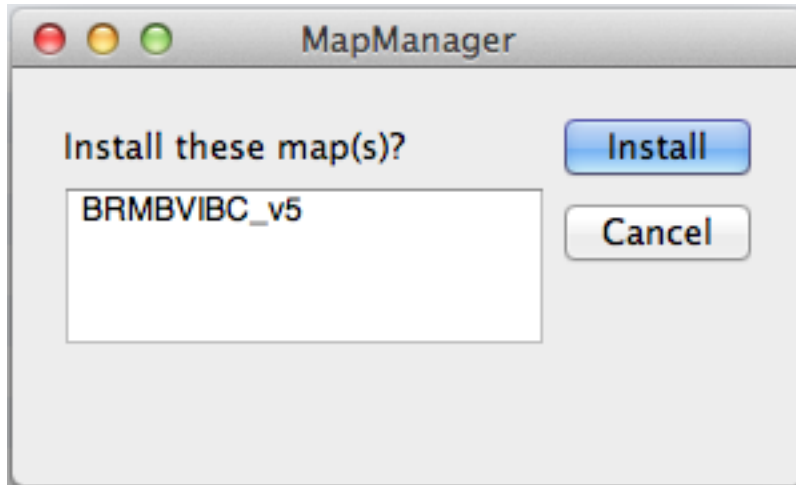 MapManager
Install these map(s)?
Install
BRMBVIBC_v5
Cancel